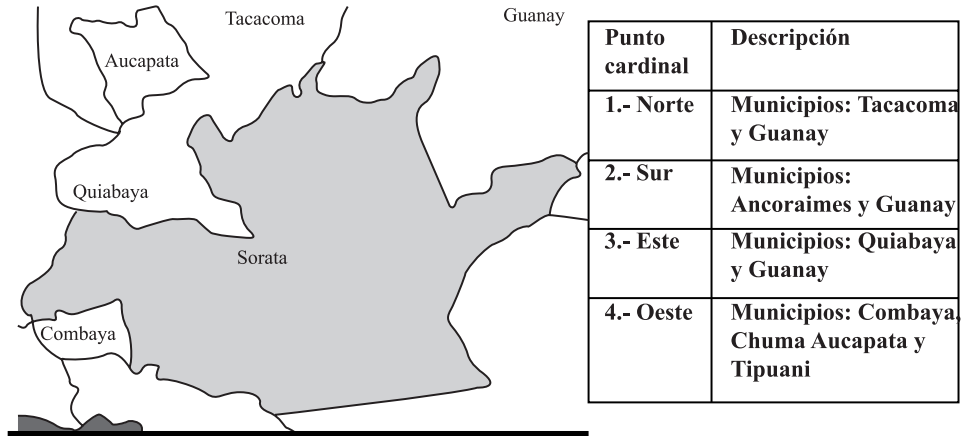 Tacacoma
Guanay
Aucapata
Quiabaya
Sorata
Combaya
Punto
cardinal
Descripción
1.- Norte
Municipios: Tacacoma
y Guanay
2.- Sur
Municipios:
Ancoraimes y Guanay
3.- Este
Municipios: Quiabaya
y Guanay
4.- Oeste
Municipios: Combaya,
Chuma Aucapata y
Tipuani